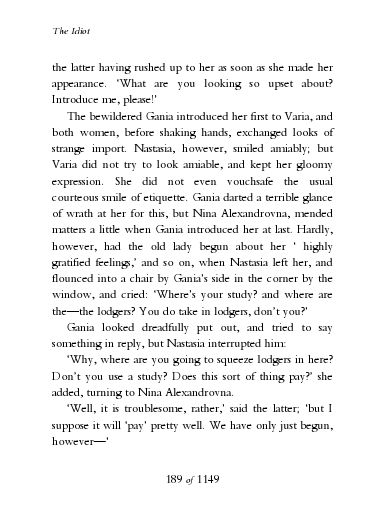 The Idiot
the latter having rushed up to her as soon as she made her
appearance. ‘What are you looking so upset about?
Introduce me, please!’
The bewildered Gania introduced her first to Varia, and
both women, before shaking hands, exchanged looks of
strange import. Nastasia, however, smiled amiably; but
Varia did not try to look amiable, and kept her gloomy
expression. She did not even vouchsafe the usual
courteous smile of etiquette. Gania darted a terrible glance
of wrath at her for this, but Nina Alexandrovna, mended
matters a little when Gania introduced her at last. Hardly,
however, had the old lady begun about her ‘ highly
gratified feelings,’ and so on, when Nastasia left her, and
flounced into a chair by Gania’s side in the corner by the
window, and cried: ‘Where’s your study? and where are
the—the lodgers? You do take in lodgers, don’t you?’
Gania looked dreadfully put out, and tried to say
something in reply, but Nastasia interrupted him:
‘Why, where are you going to squeeze lodgers in here?
Don’t you use a study? Does this sort of thing pay?’ she
added, turning to Nina Alexandrovna.
‘Well, it is troublesome, rather,’ said the latter; ‘but I
suppose it will ‘pay’ pretty well. We have only just begun,
however—‘
189 of 1149